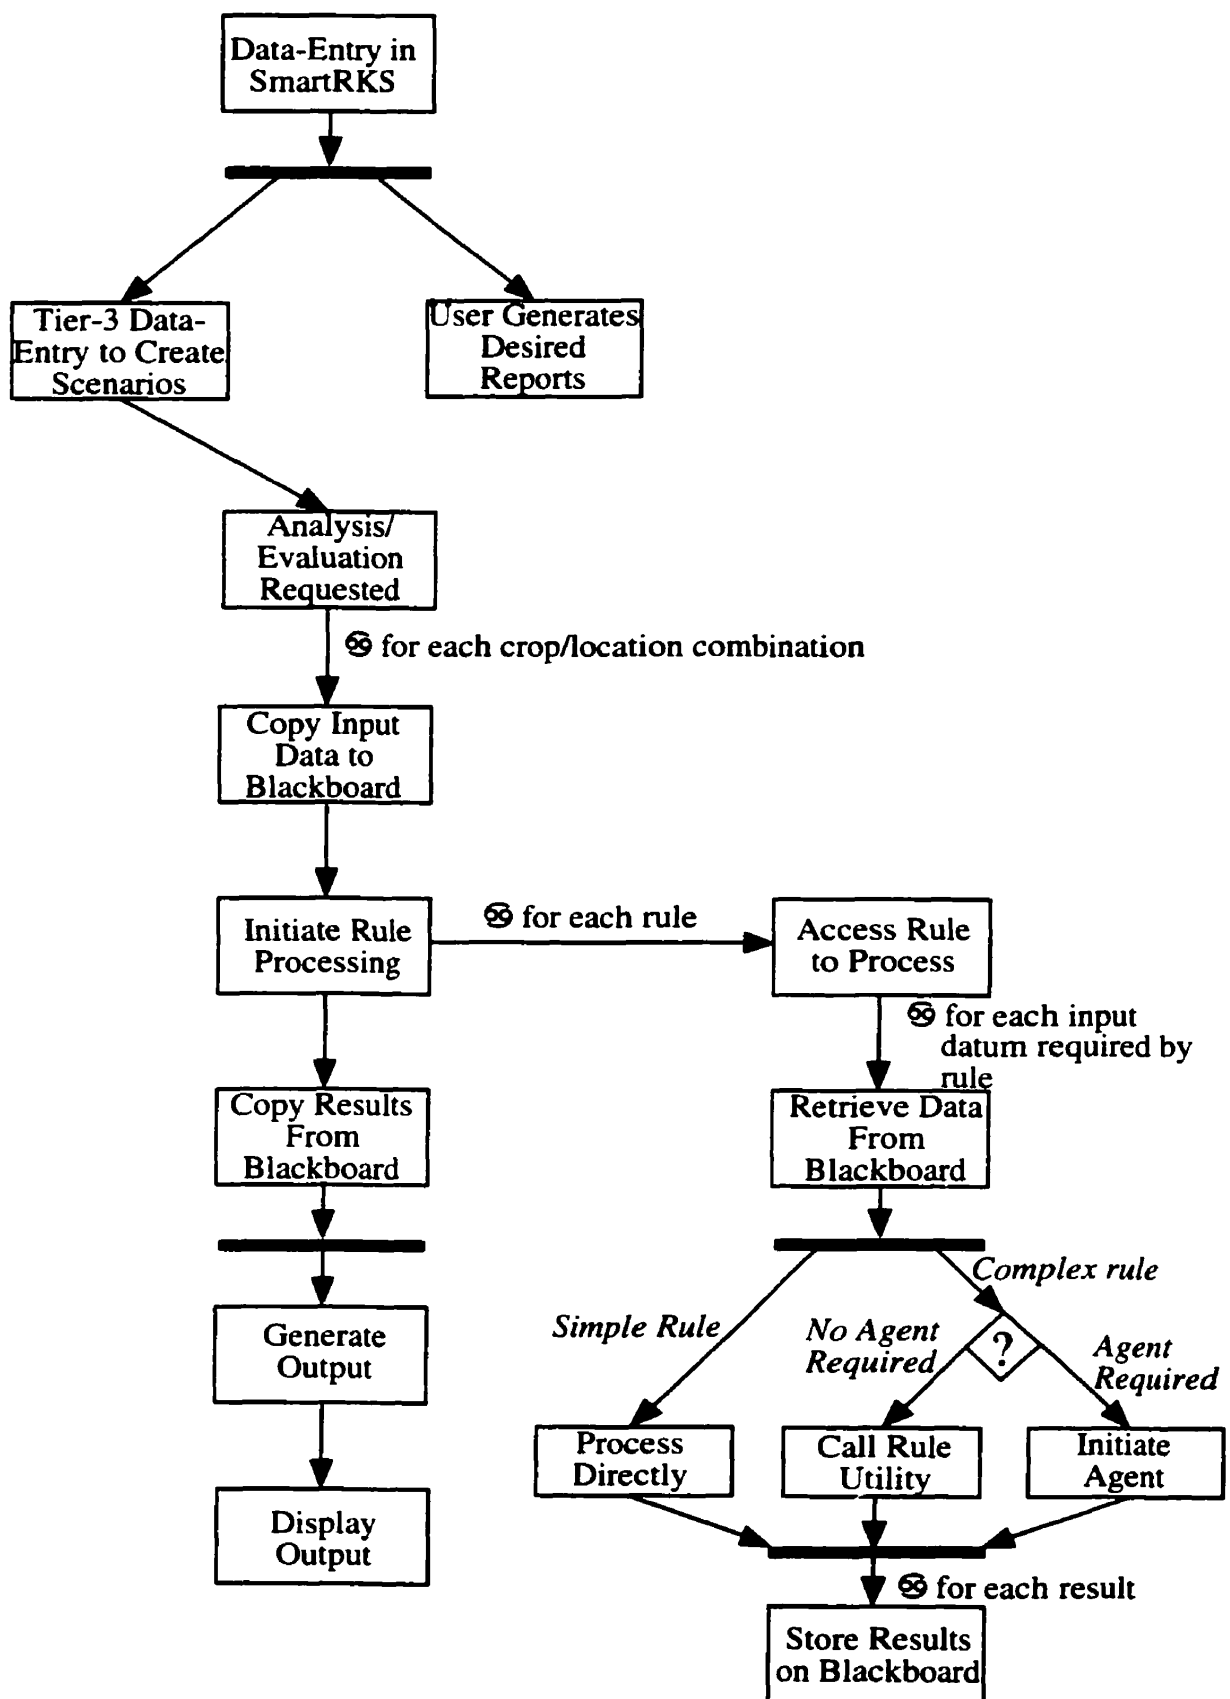 Data-Entry in
SmartRKS
Tier-3 Data-
Entry to Create
Scenarios
User Generates
Desired
Reports
Analysis/
Evaluation
Requested
♋ for each crop/location combination
Copy Input
Data to
Blackboard
Initiate Rule
Processing
♋ for each rule
Access Rule
to Process
♋ for each input
datum required by
rule
Copy Results
From
Blackboard
Retrieve Data
From
Blackboard
Complex rule
Simple Rule
No Agent
Required
?
Agent
Required
Generate
Output
Process
Directly
Call Rule
Utility
Initiate
Agent
Display
Output
♋ for each result
Store Results
on Blackboard